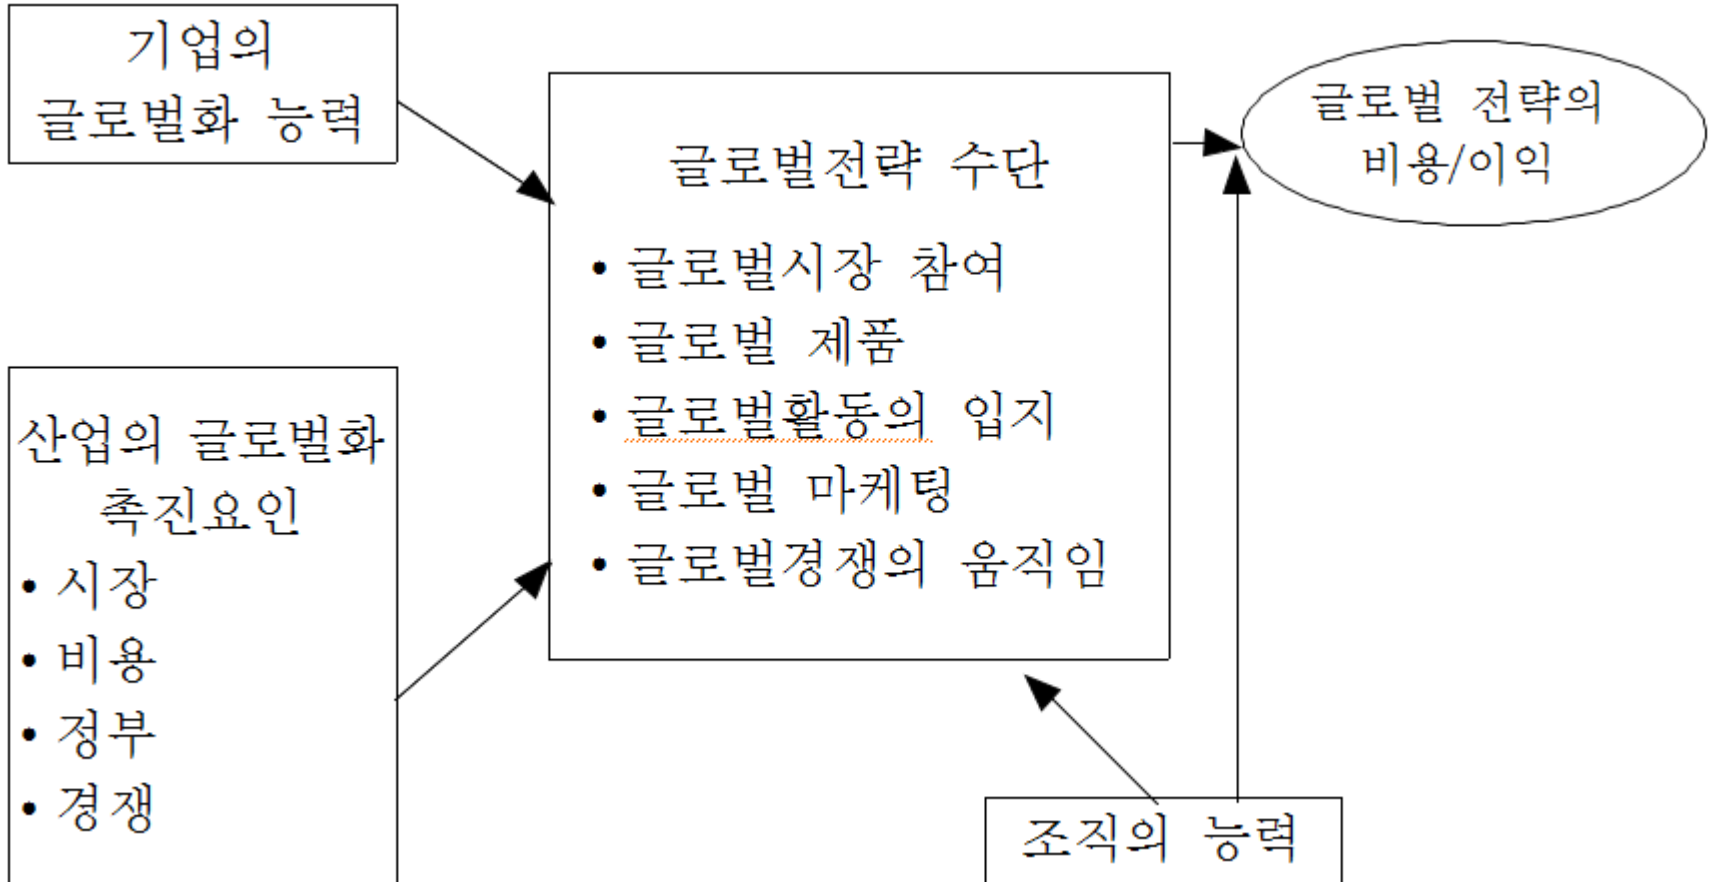 기업의
글로벌화 능력
산업의 글로벌화
촉진요인
• 시장
• 비용
• 정부
• 경쟁
글로벌전략 수단
• 글로벌시장 참여
• 글로벌 제품
• 글로벌활동의 입지
• 글로벌 마케팅
• 글로벌경쟁의 움직임
글로벌 전략의
비용/이익
조직의 능력